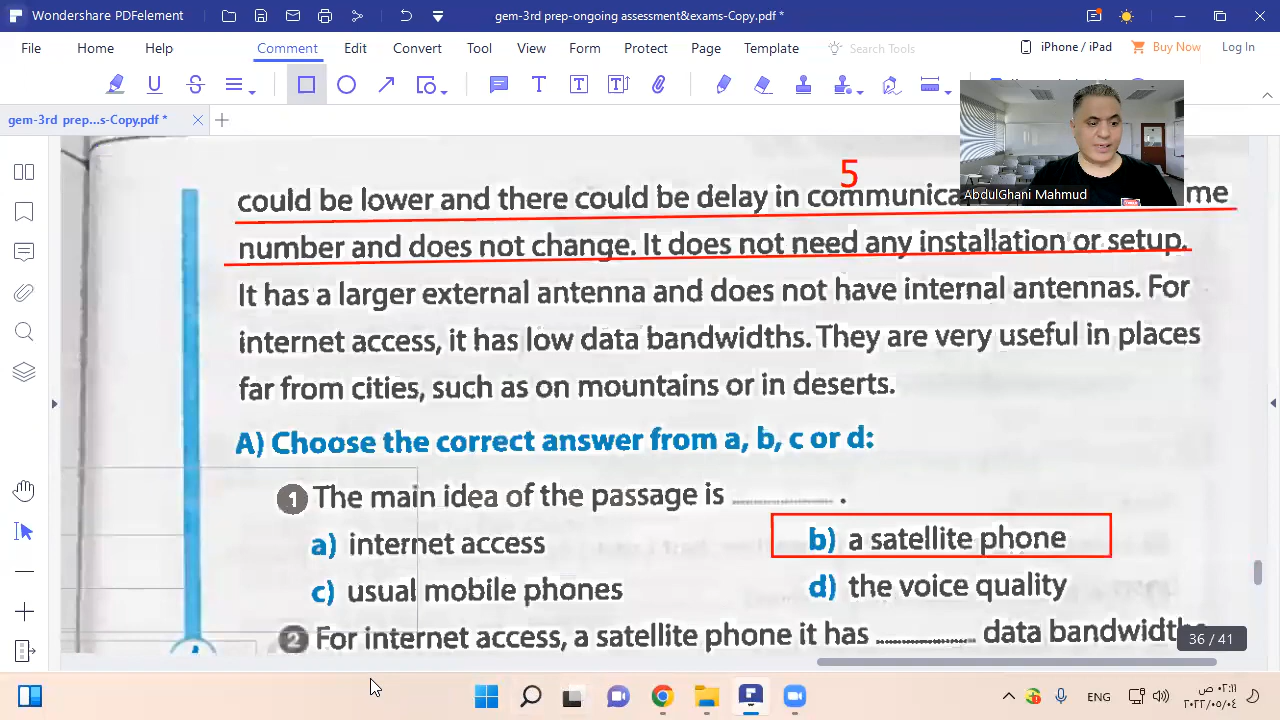 Wondershare PDFelement
gem-3rd prep-ongoing assessment&exams-Copy.pdf *
File Home Help Comment Edit Convert Tool View Form Protect Page Template Search Tools iPhone / iPad Buy Now Log In
gem-3rd prep...s-Copy.pdf *
AbdulGhani Mahmud
5
could be lower and there could be delay in communica me
number and does not change. It does not need any installation or setup.
It has a larger external antenna and does not have internal antennas. For
internet access, it has low data bandwidths. They are very useful in places
far from cities, such as on mountains or in deserts.
A) Choose the correct answer from a, b, c or d:
1 The main idea of the passage is ............... .
a) internet access
b) a satellite phone
c) usual mobile phones
d) the voice quality
2 For internet access, a satellite phone it has ............... data bandwidths
36 / 41
ENG